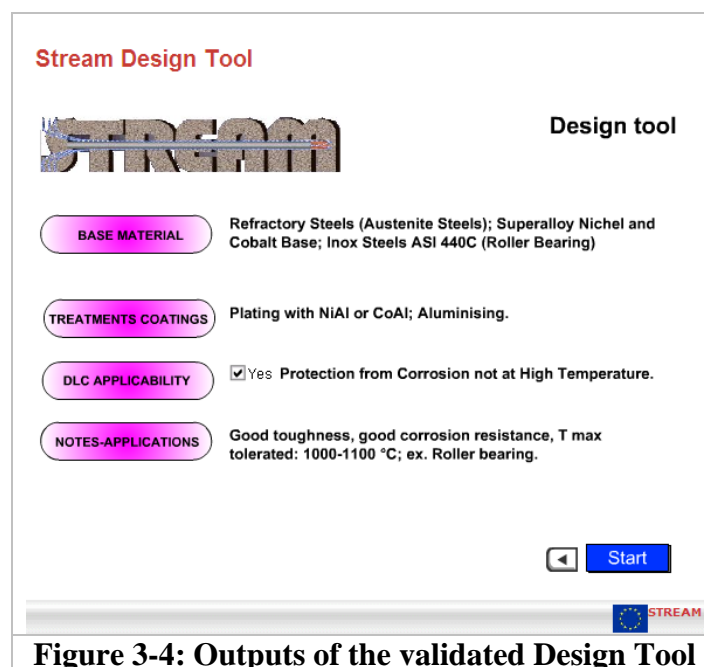 Stream Design Tool
STREAM
Design tool
BASE MATERIAL
Refractory Steels (Austenite Steels); Superalloy Nichel and
Cobalt Base; Inox Steels ASI 440C (Roller Bearing)
TREATMENTS COATINGS
Plating with NiAl or CoAl; Aluminising.
DLC APPLICABILITY
Yes Protection from Corrosion not at High Temperature.
NOTES-APPLICATIONS
Good toughness, good corrosion resistance, T max
tolerated: 1000-1100 °C; ex. Roller bearing.
Start
STREAM
Figure 3-4: Outputs of the validated Design Tool